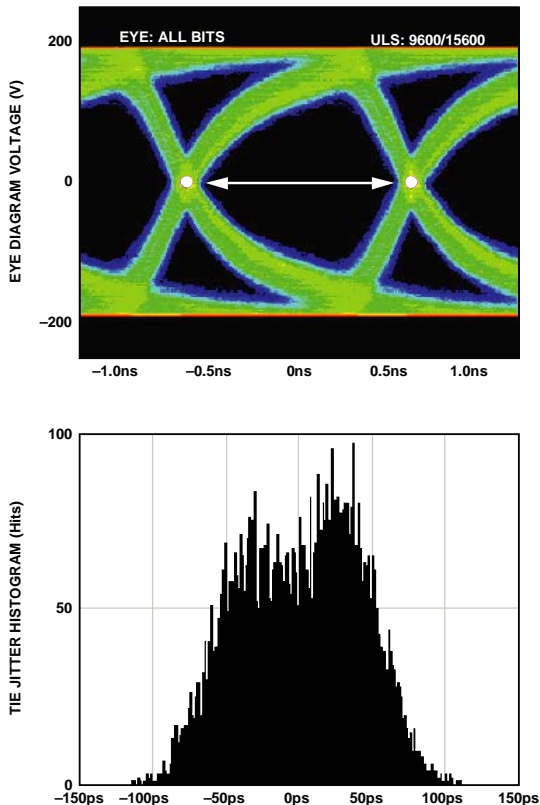 EYE: ALL BITS
ULS: 9600/15600
EYE DIAGRAM VOLTAGE (V)
200
0
–200
–1.0ns
–0.5ns
0ns
0.5ns
1.0ns
TIE JITTER HISTOGRAM (Hits)
100
50
0
–150ps
–100ps
–50ps
0ps
50ps
100ps
150ps